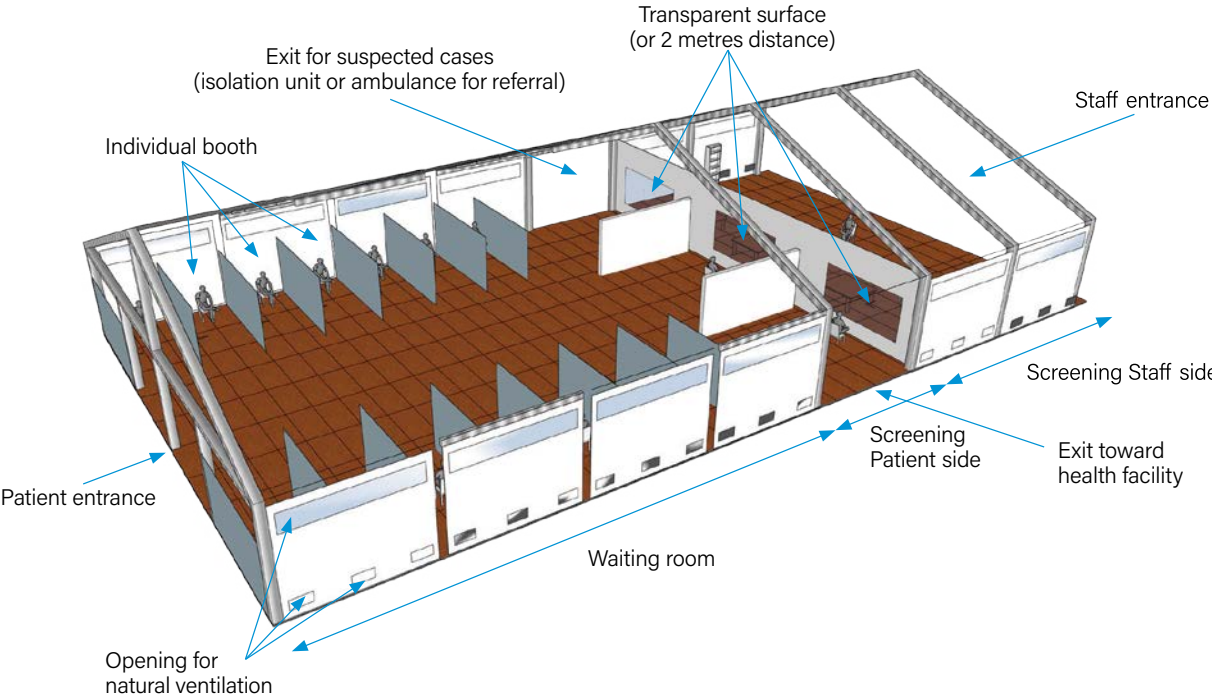 Transparent surface
(or 2 metres distance)
Exit for suspected cases
(isolation unit or ambulance for referral)
Staff entrance
Individual booth
Screening Staff side
Screening
Patient side
Exit toward
health facility
Patient entrance
Waiting room
Opening for
natural ventilation